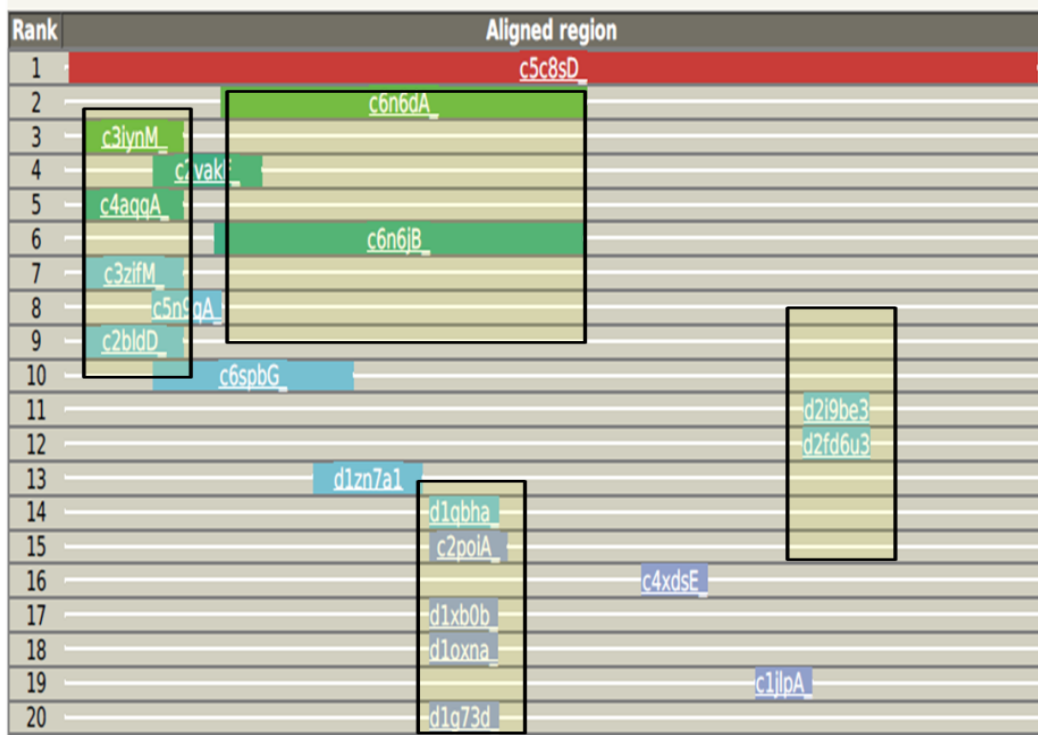 Rank Aligned region
1 c5c8sD_
2 c6n6dA_
3 c3iynM_
4 c2vakF_
5 c4aqqA_
6 c6n6jB_
7 c3zifM_
8 c5n9qA_
9 c2bldD_
10 c6spbG_
11 d2i9be3
12 d2fd6u3
13 d1zn7a1
14 d1qbha_
15 c2poiA_
16 c4xdsE_
17 d1xb0b_
18 d1oxna_
19 c1jlpA_
20 d1g73d_